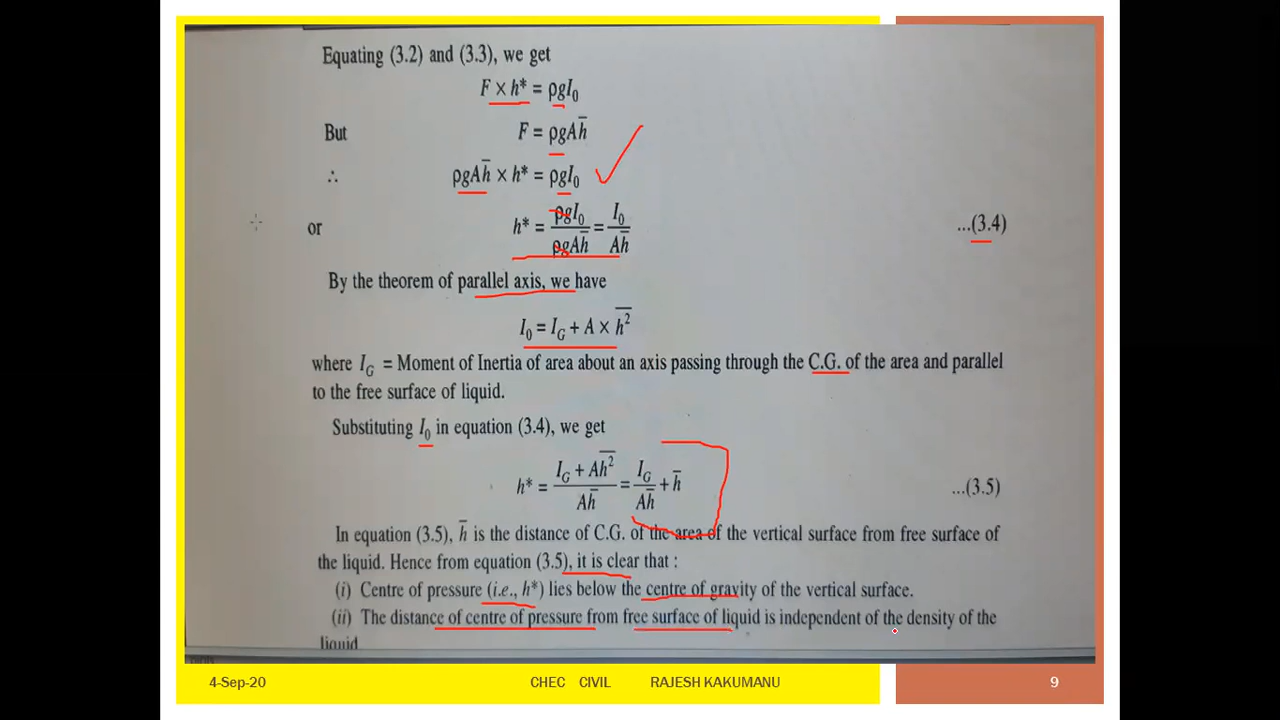 Equating (3.2) and (3.3), we get
F × h* = ρgI₀
But F = ρgAh̅
∴ ρgAh̅ × h* = ρgI₀
or h* = ρgI₀/ρgAh̅ = I₀/Ah̅ ...(3.4)
By the theorem of parallel axis, we have
I₀ = I_G + A × h̅²
where I_G = Moment of Inertia of area about an axis passing through the C.G. of the area and parallel
to the free surface of liquid.
Substituting I₀ in equation (3.4), we get
h* = (I_G + Ah̅²)/Ah̅ = I_G/Ah̅ + h̅ ...(3.5)
In equation (3.5), h̅ is the distance of C.G. of the area of the vertical surface from free surface of
the liquid. Hence from equation (3.5), it is clear that :
(i) Centre of pressure (i.e., h*) lies below the centre of gravity of the vertical surface.
(ii) The distance of centre of pressure from free surface of liquid is independent of the density of the
liquid
4-Sep-20 CHEC CIVIL RAJESH KAKUMANU 9